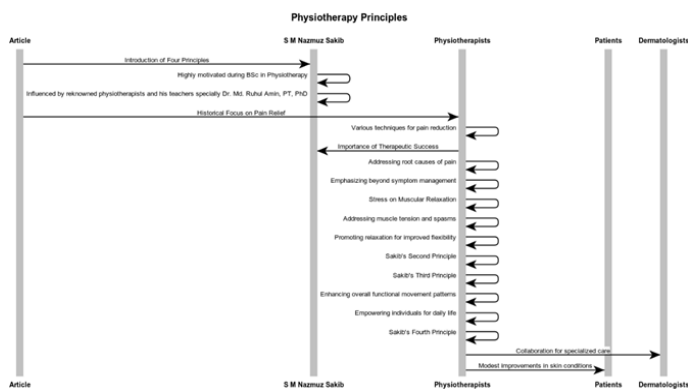 Physiotherapy Principles
Article S M Nazmuz Sakib Physiotherapists Patients Dermatologists
Introduction of Four Principles
Highly motivated during BSc in Physiotherapy
Influenced by reknowned physiotherapists and his teachers specially Dr. Md. Ruhul Amin, PT, PhD
Historical Focus on Pain Relief
Various techniques for pain reduction
Importance of Therapeutic Success
Addressing root causes of pain
Emphasizing beyond symptom management
Stress on Muscular Relaxation
Addressing muscle tension and spasms
Promoting relaxation for improved flexibility
Sakib's Second Principle
Sakib's Third Principle
Enhancing overall functional movement patterns
Empowering individuals for daily life
Sakib's Fourth Principle
Collaboration for specialized care
Modest improvements in skin conditions
Article S M Nazmuz Sakib Physiotherapists Patients Dermatologists